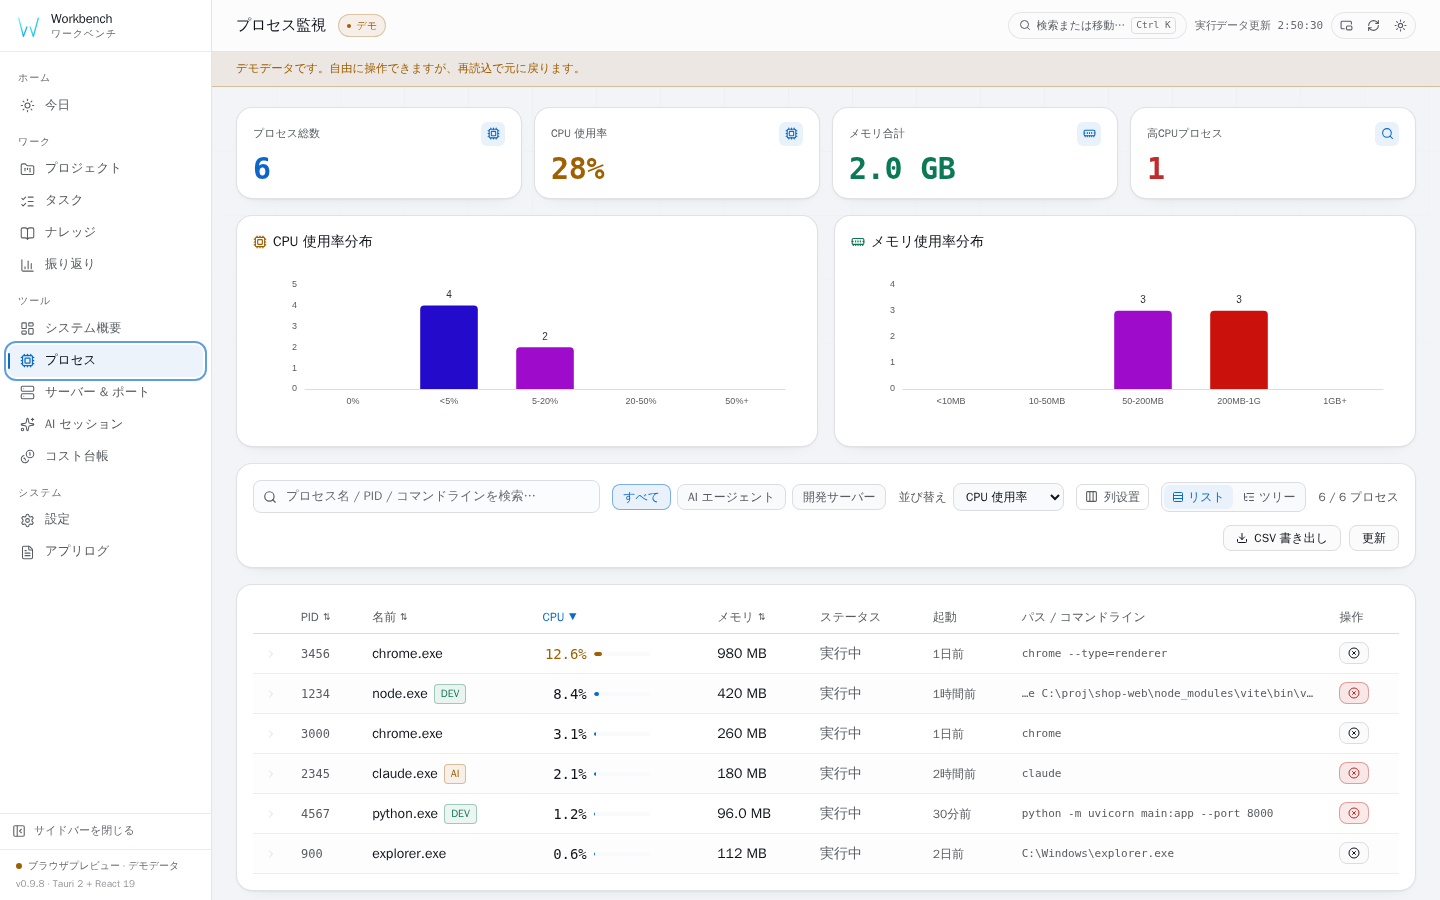 Workbench
ワークベンチ
ホーム
今日
ワーク
プロジェクト
タスク
ナレッジ
振り返り
ツール
システム概要
プロセス
サーバー & ポート
AI セッション
コスト台帳
システム
設定
アプリログ
サイドバーを閉じる
ブラウザプレビュー · デモデータ
v0.9.8 · Tauri 2 + React 19
プロセス監視
デモ
検索または移動…
Ctrl K
実行データ更新 2:50:30
デモデータです。自由に操作できますが、再読込で元に戻ります。
プロセス総数
6
CPU 使用率
28%
メモリ合計
2.0 GB
高CPUプロセス
1
CPU 使用率分布
5
4
3
2
1
0
4
2
0%
<5%
5-20%
20-50%
50%+
メモリ使用率分布
4
3
2
1
0
3
3
<10MB
10-50MB
50-200MB
200MB-1G
1GB+
プロセス名 / PID / コマンドラインを検索…
すべて
AI エージェント
開発サーバー
並び替え
CPU 使用率
列設置
リスト
ツリー
6 / 6 プロセス
CSV 書き出し
更新
PID ⇅ 名前 ⇅ CPU ▼ メモリ ⇅ ステータス 起動 パス / コマンドライン 操作
3456 chrome.exe 12.6% 980 MB 実行中 1日前 chrome --type=renderer
1234 node.exe DEV 8.4% 420 MB 実行中 1時間前 …e C:\proj\shop-web\node_modules\vite\bin\v…
3000 chrome.exe 3.1% 260 MB 実行中 1日前 chrome
2345 claude.exe AI 2.1% 180 MB 実行中 2時間前 claude
4567 python.exe DEV 1.2% 96.0 MB 実行中 30分前 python -m uvicorn main:app --port 8000
900 explorer.exe 0.6% 112 MB 実行中 2日前 C:\Windows\explorer.exe